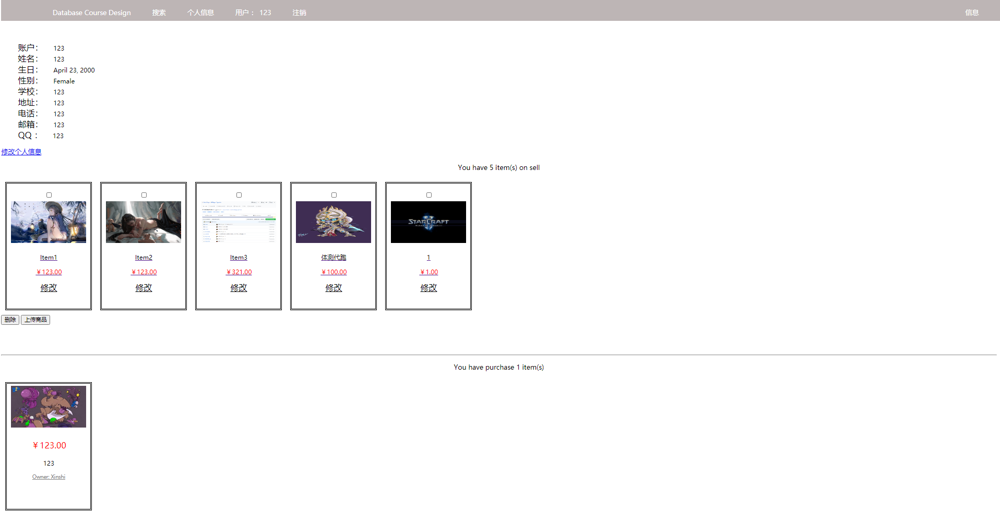 Database Course Design 搜索 个人信息 用户： 123 注销 信息
账户： 123
姓名： 123
生日： April 23, 2000
性别： Female
学校： 123
地址： 123
电话： 123
邮箱： 123
QQ： 123
修改个人信息
You have 5 item(s) on sell
STARCRAFT
Item1 Item2 Item3 体测代跑 1
￥123.00 ￥123.00 ￥321.00 ￥100.00 ￥1.00
修改 修改 修改 修改 修改
删除 上传商品
You have purchase 1 item(s)
￥123.00
123
Owner: Xinshi